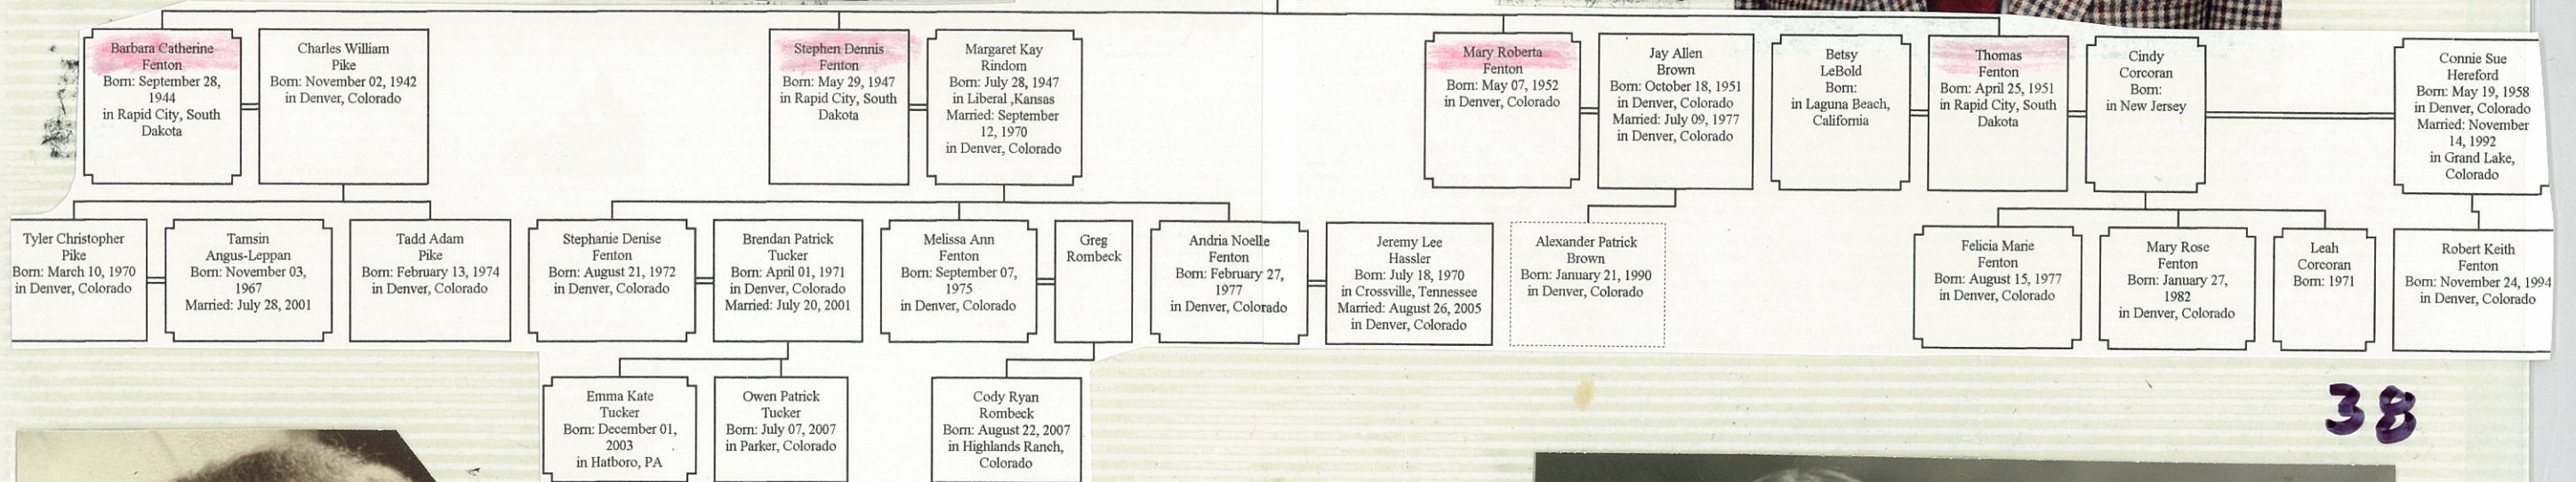 Barbara Catherine
Fenton
Born: September 28,
1944
in Rapid City, South
Dakota
Charles William
Pike
Born: November 02, 1942
in Denver, Colorado
Stephen Dennis
Fenton
Born: May 29, 1947
in Rapid City, South
Dakota
Margaret Kay
Rindom
Born: July 28, 1947
in Liberal ,Kansas
Married: September
12, 1970
in Denver, Colorado
Mary Roberta
Fenton
Born: May 07, 1952
in Denver, Colorado
Jay Allen
Brown
Born: October 18, 1951
in Denver, Colorado
Married: July 09, 1977
in Denver, Colorado
Betsy
LeBold
Born:
in Laguna Beach,
California
Thomas
Fenton
Born: April 25, 1951
in Rapid City, South
Dakota
Cindy
Corcoran
Born:
in New Jersey
Connie Sue
Hereford
Born: May 19, 1958
in Denver, Colorado
Married: November
14, 1992
in Grand Lake,
Colorado
Tyler Christopher
Pike
Born: March 10, 1970
in Denver, Colorado
Tamsin
Angus-Leppan
Born: November 03,
1967
Married: July 28, 2001
Tadd Adam
Pike
Born: February 13, 1974
in Denver, Colorado
Stephanie Denise
Fenton
Born: August 21, 1972
in Denver, Colorado
Brendan Patrick
Tucker
Born: April 01, 1971
in Denver, Colorado
Married: July 20, 2001
Melissa Ann
Fenton
Born: September 07,
1975
in Denver, Colorado
Greg
Rombeck
Andria Noelle
Fenton
Born: February 27,
1977
in Denver, Colorado
Jeremy Lee
Hassler
Born: July 18, 1970
in Crossville, Tennessee
Married: August 26, 2005
in Denver, Colorado
Alexander Patrick
Brown
Born: January 21, 1990
in Denver, Colorado
Felicia Marie
Fenton
Born: August 15, 1977
in Denver, Colorado
Mary Rose
Fenton
Born: January 27,
1982
in Denver, Colorado
Leah
Corcoran
Born: 1971
Robert Keith
Fenton
Born: November 24, 1994
in Denver, Colorado
Emma Kate
Tucker
Born: December 01,
2003
in Hatboro, PA
Owen Patrick
Tucker
Born: July 07, 2007
in Parker, Colorado
Cody Ryan
Rombeck
Born: August 22, 2007
in Highlands Ranch,
Colorado
38